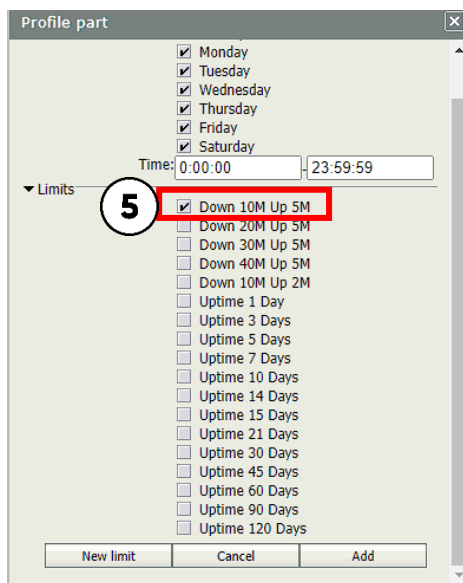 Profile part
Monday
Tuesday
Wednesday
Thursday
Friday
Saturday
Time: 0:00:00 - 23:59:59
Limits
5
Down 10M Up 5M
Down 20M Up 5M
Down 30M Up 5M
Down 40M Up 5M
Down 10M Up 2M
Uptime 1 Day
Uptime 3 Days
Uptime 5 Days
Uptime 7 Days
Uptime 10 Days
Uptime 14 Days
Uptime 15 Days
Uptime 21 Days
Uptime 30 Days
Uptime 45 Days
Uptime 60 Days
Uptime 90 Days
Uptime 120 Days
New limit Cancel Add